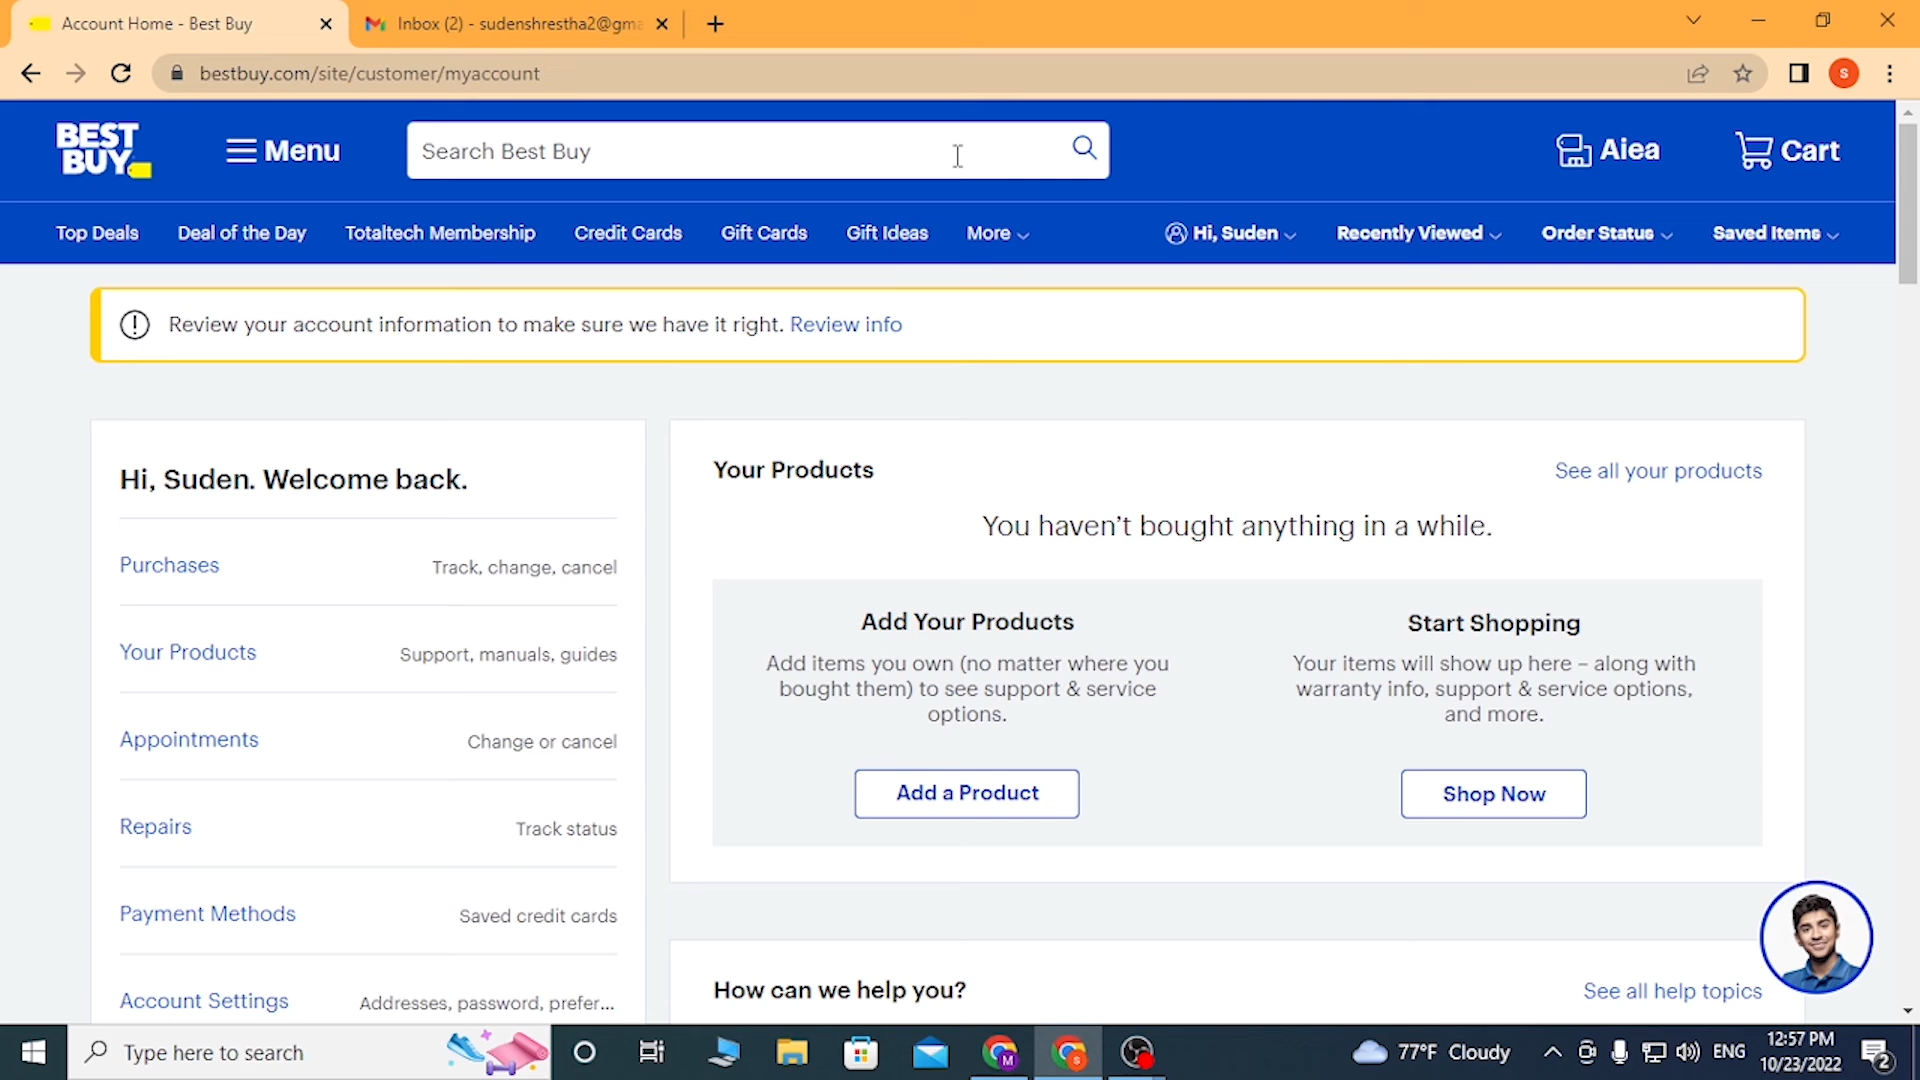 Account Home - Best Buy
Inbox (2) - sudenshrestha2@gma
bestbuy.com/site/customer/myaccount
S
BEST
BUY
Menu
Search Best Buy
Aiea
Cart
Top Deals
Deal of the Day
Totaltech Membership
Credit Cards
Gift Cards
Gift Ideas
More
Hi, Suden
Recently Viewed
Order Status
Saved Items
Review your account information to make sure we have it right. Review info
Hi, Suden. Welcome back.
Purchases
Track, change, cancel
Your Products
Support, manuals, guides
Appointments
Change or cancel
Repairs
Track status
Payment Methods
Saved credit cards
Account Settings
Addresses, password, prefer...
Your Products
See all your products
You haven't bought anything in a while.
Add Your Products
Add items you own (no matter where you
bought them) to see support & service
options.
Add a Product
Start Shopping
Your items will show up here – along with
warranty info, support & service options,
and more.
Shop Now
How can we help you?
See all help topics
Type here to search
M
S
77°F Cloudy
ENG
12:57 PM
10/23/2022
2